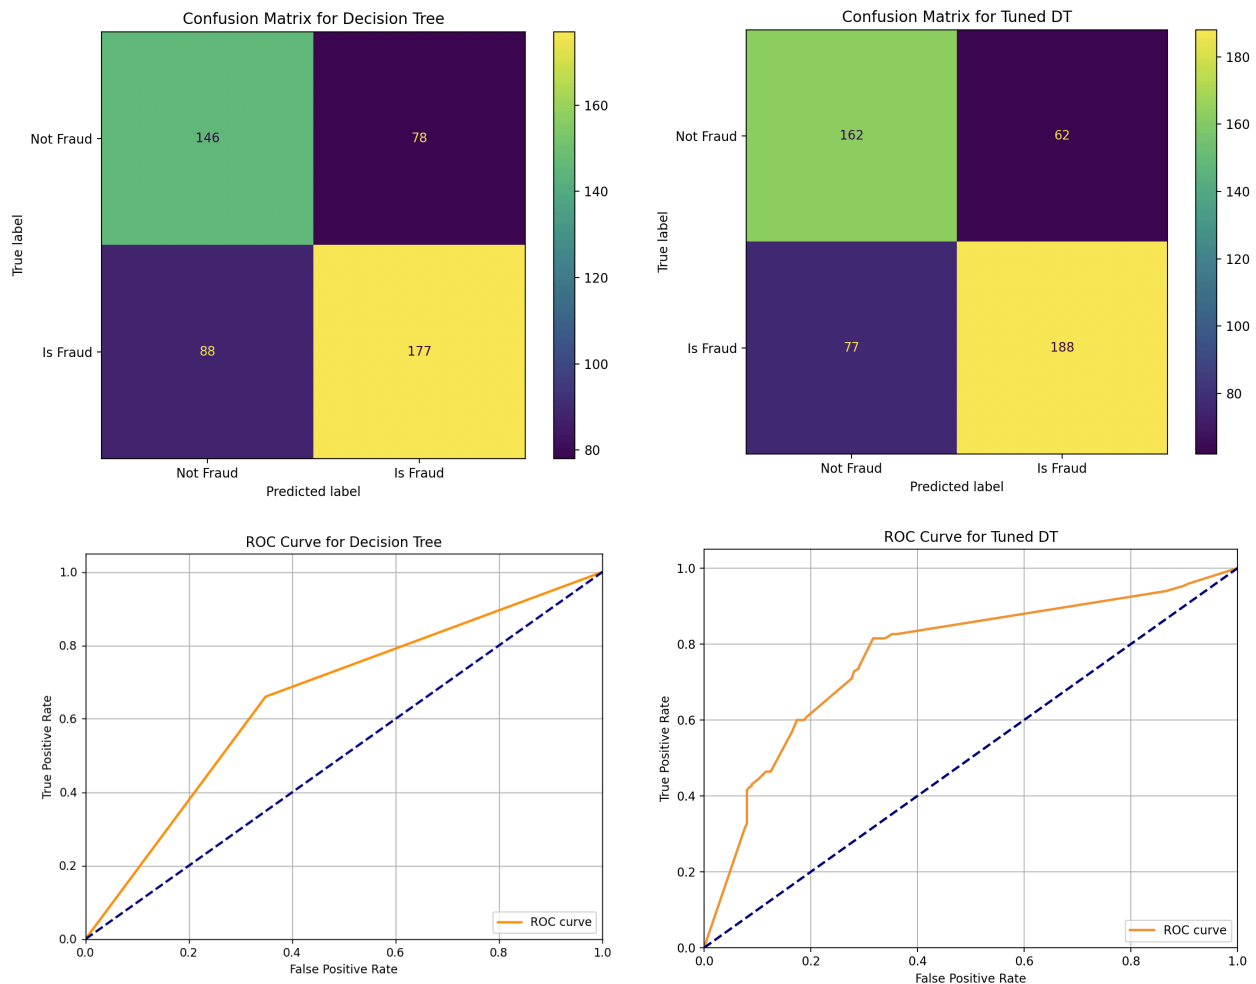 Confusion Matrix for Decision Tree
Not Fraud
Is Fraud
True label
146
78
88
177
Not Fraud
Is Fraud
Predicted label
160
140
120
100
80
Confusion Matrix for Tuned DT
Not Fraud
Is Fraud
True label
162
62
77
188
Not Fraud
Is Fraud
Predicted label
180
160
140
120
100
80
ROC Curve for Decision Tree
1.0
0.8
0.6
0.4
0.2
0.0
True Positive Rate
0.0
0.2
0.4
0.6
0.8
1.0
False Positive Rate
ROC curve
ROC Curve for Tuned DT
1.0
0.8
0.6
0.4
0.2
0.0
True Positive Rate
0.0
0.2
0.4
0.6
0.8
1.0
False Positive Rate
ROC curve